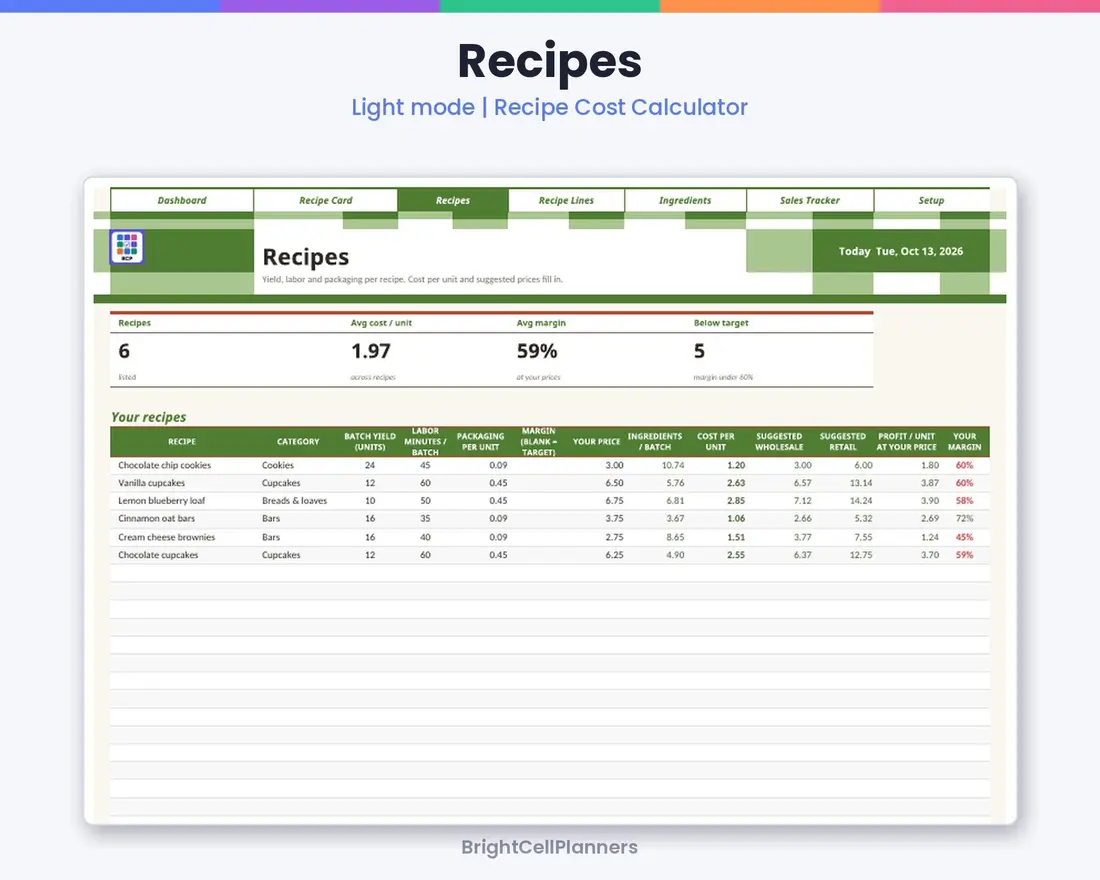 Recipes
Light mode | Recipe Cost Calculator
Dashboard Recipe Card Recipes Recipe Lines Ingredients Sales Tracker Setup
RCP
Recipes
Today Tue, Oct 13, 2026
Yield, labor and packaging per recipe. Cost per unit and suggested prices fill in.
Recipes Avg cost / unit Avg margin Below target
6 1.97 59% 5
listed across recipes at your prices margin under 60%
Your recipes
RECIPE CATEGORY BATCH YIELD (UNITS) LABOR MINUTES / BATCH PACKAGING PER UNIT MARGIN (BLANK = TARGET) YOUR PRICE INGREDIENTS / BATCH COST PER UNIT SUGGESTED WHOLESALE SUGGESTED RETAIL PROFIT / UNIT AT YOUR PRICE YOUR MARGIN
Chocolate chip cookies Cookies 24 45 0.09 3.00 10.74 1.20 3.00 6.00 1.80 60%
Vanilla cupcakes Cupcakes 12 60 0.45 6.50 5.76 2.63 6.57 13.14 3.87 60%
Lemon blueberry loaf Breads & loaves 10 50 0.45 6.75 6.81 2.85 7.12 14.24 3.90 58%
Cinnamon oat bars Bars 16 35 0.09 3.75 3.67 1.06 2.66 5.32 2.69 72%
Cream cheese brownies Bars 16 40 0.09 2.75 8.65 1.51 3.77 7.55 1.24 45%
Chocolate cupcakes Cupcakes 12 60 0.45 6.25 4.90 2.55 6.37 12.75 3.70 59%
BrightCellPlanners